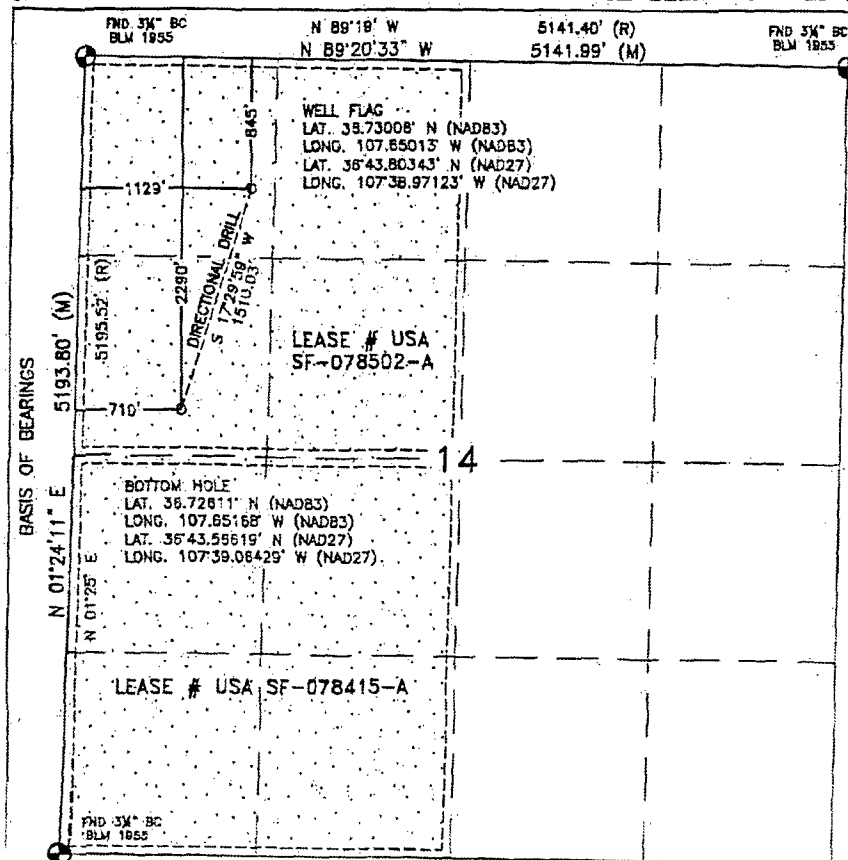 FND 3¼" BC
BLM 1955
N 89°19' W 5141.40' (R)
N 89°20'33" W 5141.99' (M)
FND 3¼" BC
BLM 1955
WELL FLAG
LAT. 36.73008° N (NAD83)
LONG. 107.65013° W (NAD83)
LAT. 36°43.80343' N (NAD27)
LONG. 107°38.97123' W (NAD27)
845'
1129'
2290'
DIRECTIONAL DRILL
S 17°29'59" W
1510.03'
5195.52' (R)
LEASE # USA
SF-078502-A
710'
BASIS OF BEARINGS
N 01°24'11" E 5193.80' (M)
14
BOTTOM HOLE
LAT. 36.72611° N (NAD83)
LONG. 107.65168° W (NAD83)
LAT. 36°43.56619' N (NAD27)
LONG. 107°39.06429' W (NAD27)
N 01°25' E
LEASE # USA SF-078415-A
FND 3¼" BC
BLM 1955